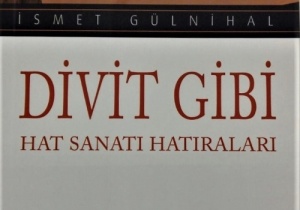 İSMET GÜLNİHAL
DİVİT GİBİ
HAT SANATI HATIRALARI